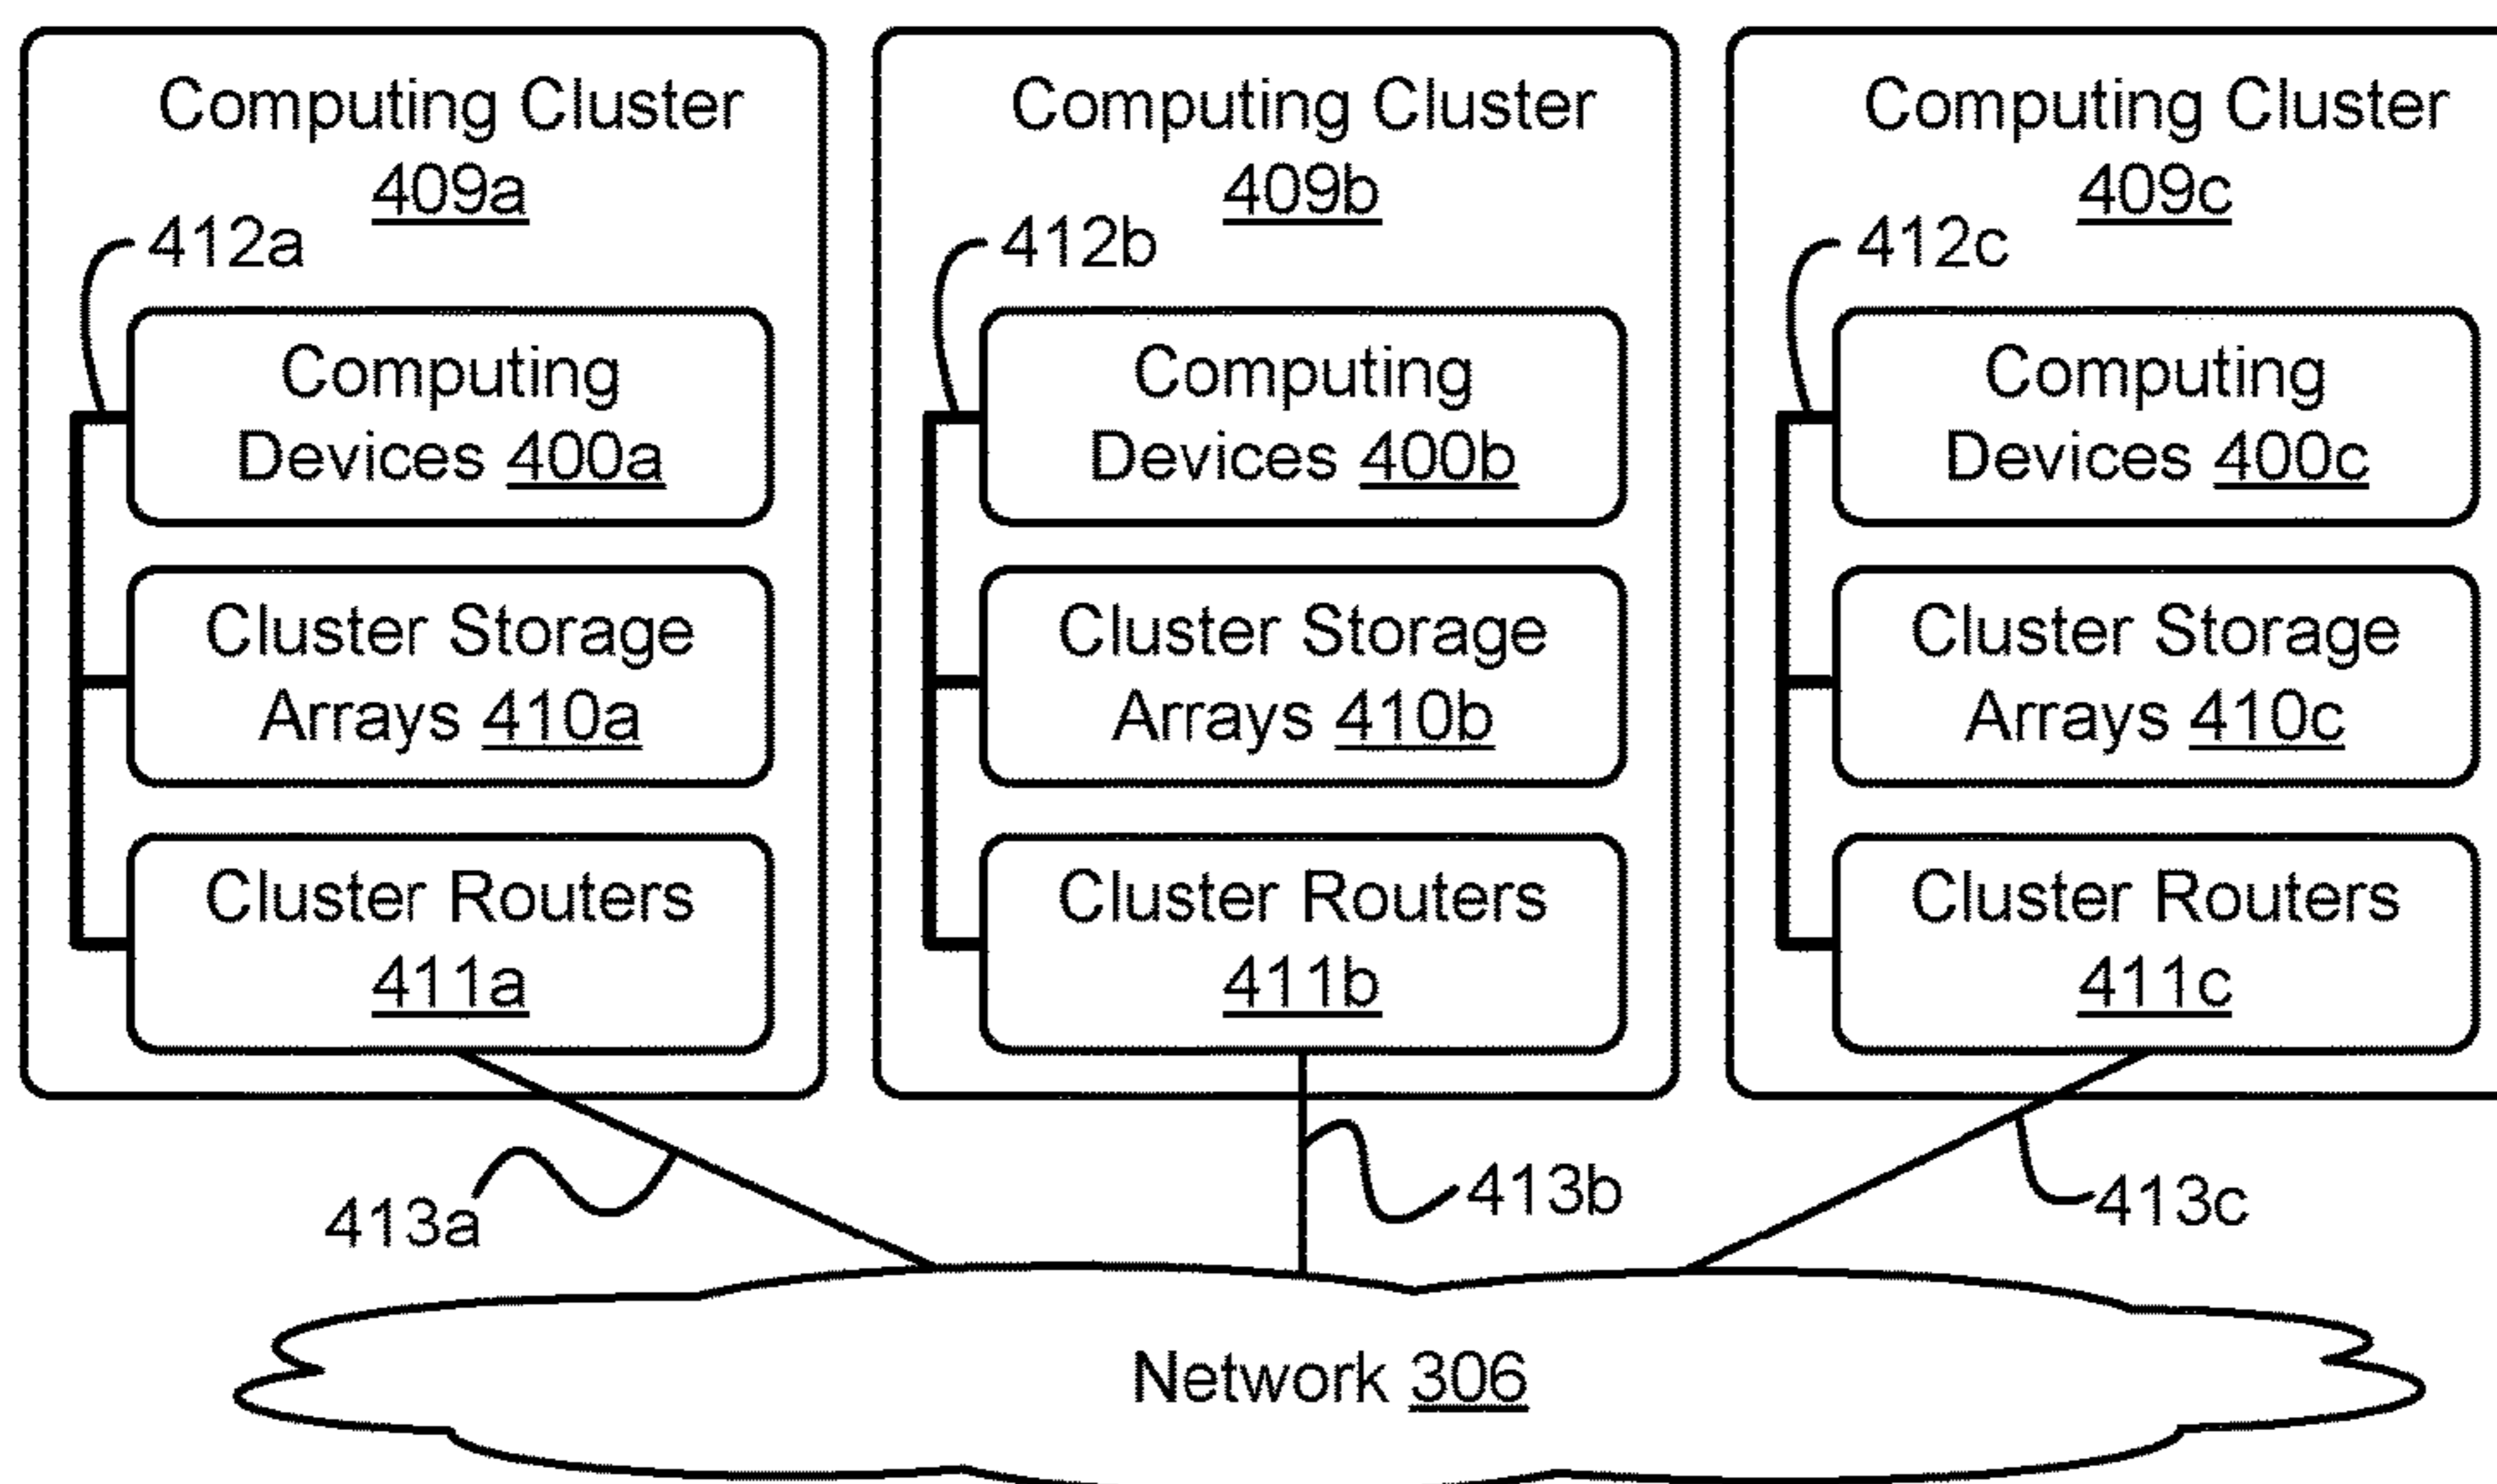 Computing Cluster
409a
412a
Computing
Devices 400a
Cluster Storage
Arrays 410a
Cluster Routers
411a
Computing Cluster
409b
412b
Computing
Devices 400b
Cluster Storage
Arrays 410b
Cluster Routers
411b
Computing Cluster
409c
412c
Computing
Devices 400c
Cluster Storage
Arrays 410c
Cluster Routers
411c
413a
413b
413c
Network 306